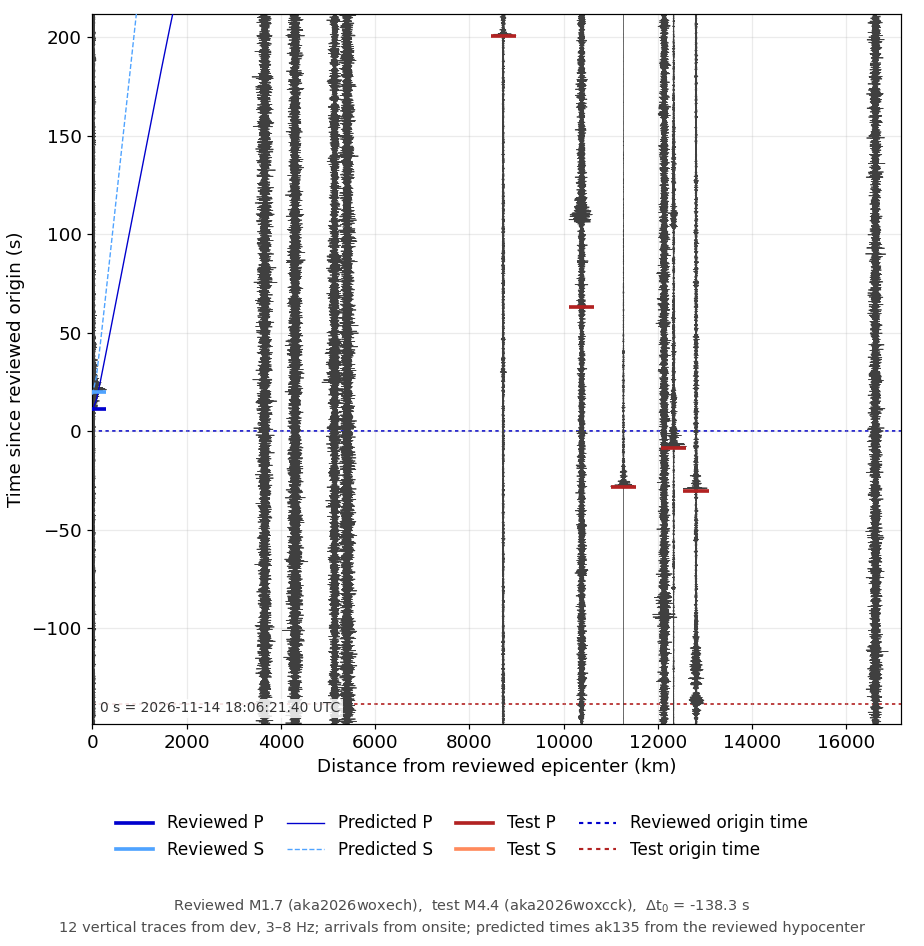 200
150
100
50
0
−50
−100
Time since reviewed origin (s)
0 s = 2026-11-14 18:06:21.40 UTC
0 2000 4000 6000 8000 10000 12000 14000 16000
Distance from reviewed epicenter (km)
Reviewed P Predicted P Test P Reviewed origin time
Reviewed S Predicted S Test S Test origin time
Reviewed M1.7 (aka2026woxech), test M4.4 (aka2026woxcck), Δt₀ = -138.3 s
12 vertical traces from dev, 3–8 Hz; arrivals from onsite; predicted times ak135 from the reviewed hypocenter